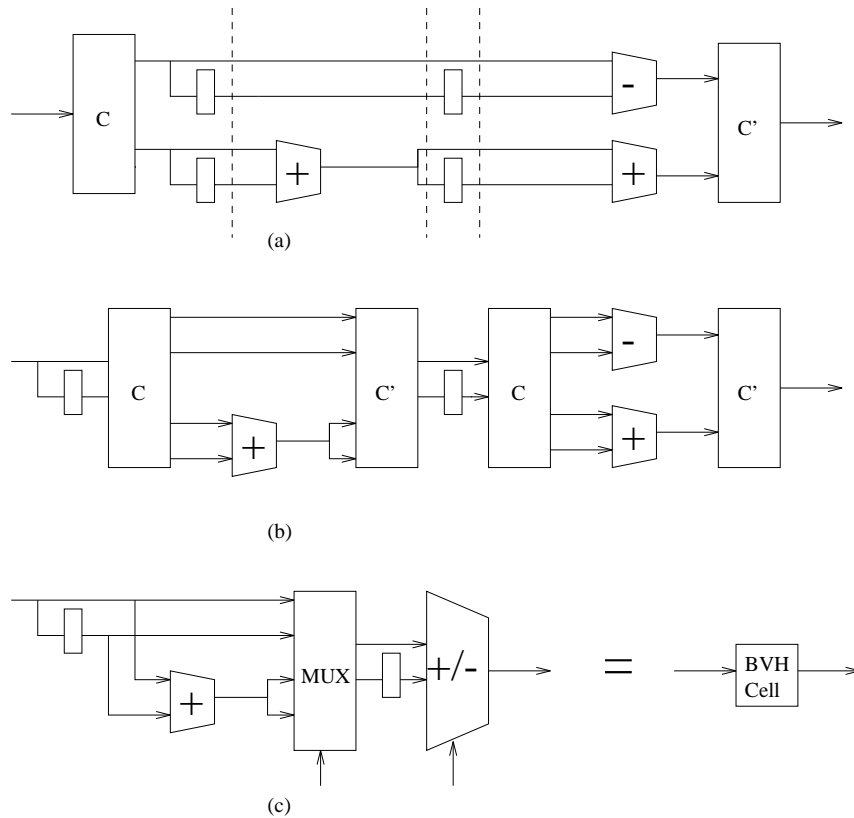 C
-
+
+
C'
(a)
C
+
C'
C
-
+
C'
(b)
+
MUX
+/-
=
BVH
Cell
(c)